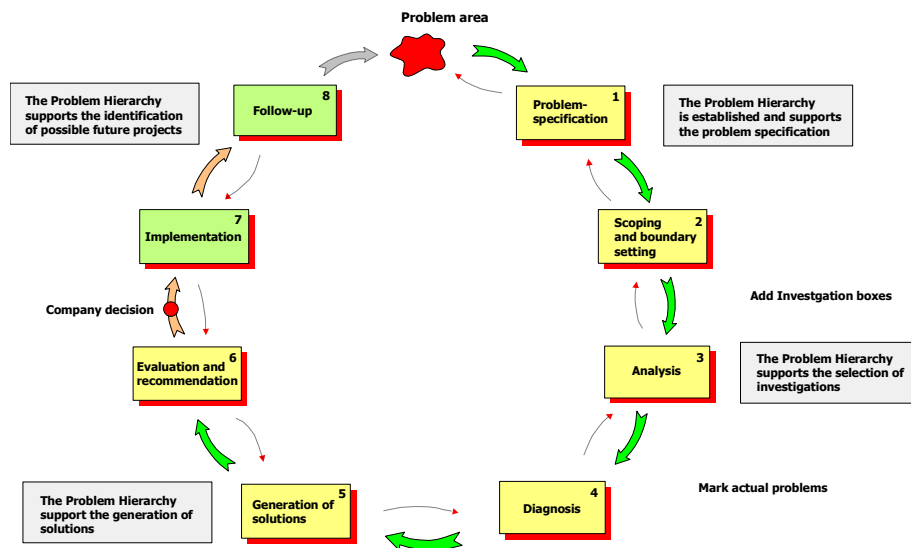 Problem area
8
Follow-up
The Problem Hierarchy
supports the identification
of possible future projects
1
Problem-
specification
The Problem Hierarchy
is established and supports
the problem specification
7
Implementation
2
Scoping
and boundary
setting
Company decision
Add Investgation boxes
6
Evaluation and
recommendation
3
Analysis
The Problem Hierarchy
supports the selection of
investigations
5
Generation of
solutions
The Problem Hierarchy
support the generation of
solutions
4
Diagnosis
Mark actual problems